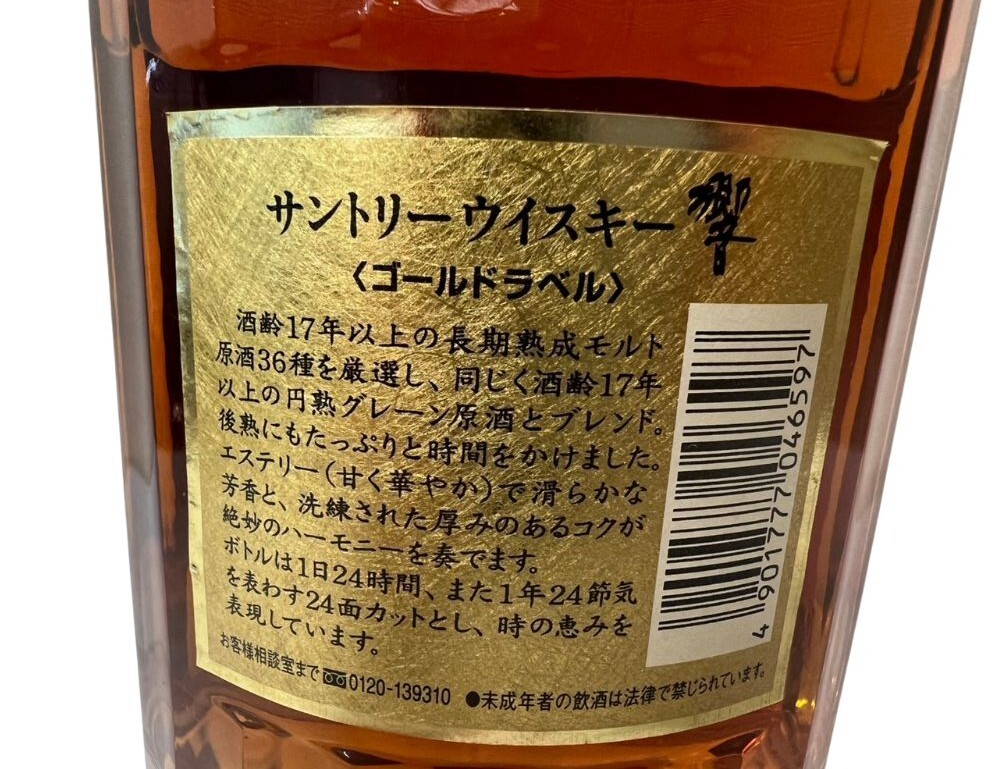 サントリーウイスキー 響
〈ゴールドラベル〉
酒齢17年以上の長期熟成モルト
原酒36種を厳選し、同じく酒齢17年
以上の円熟グレーン原酒とブレンド。
後熟にもたっぷりと時間をかけました。
エステリー(甘く華やか)で滑らかな
芳香と、洗練された厚みのあるコクが
絶妙のハーモニーを奏でます。
ボトルは1日24時間、また1年24節気
を表わす24面カットとし、時の恵みを
表現しています。
お客様相談室まで 0120-139310 ●未成年者の飲酒は法律で禁じられています。
4 901777 046597